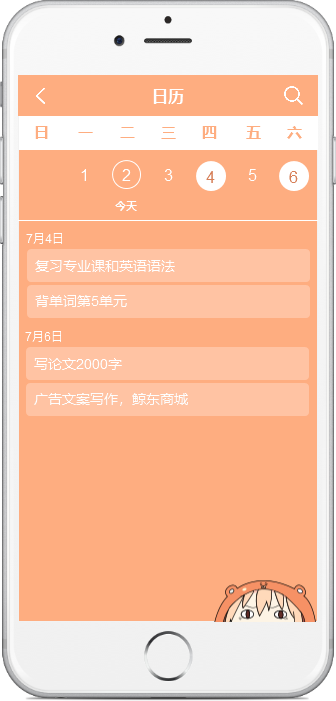 日历
日 一 二 三 四 五 六
1 2 3 4 5 6
今天
7月4日
复习专业课和英语语法
背单词第5单元
7月6日
写论文2000字
广告文案写作，鲸东商城